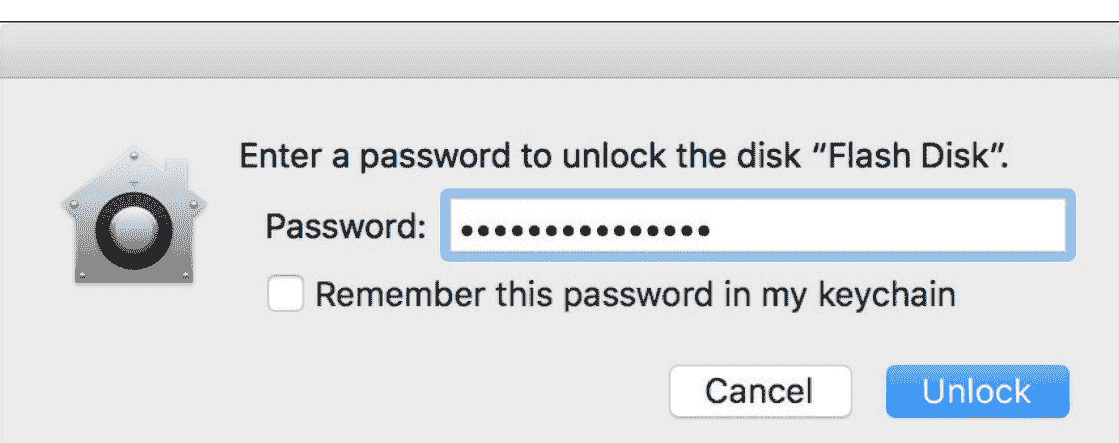 Enter a password to unlock the disk “Flash Disk”.
Password: •••••••••••••••
Remember this password in my keychain
Cancel Unlock